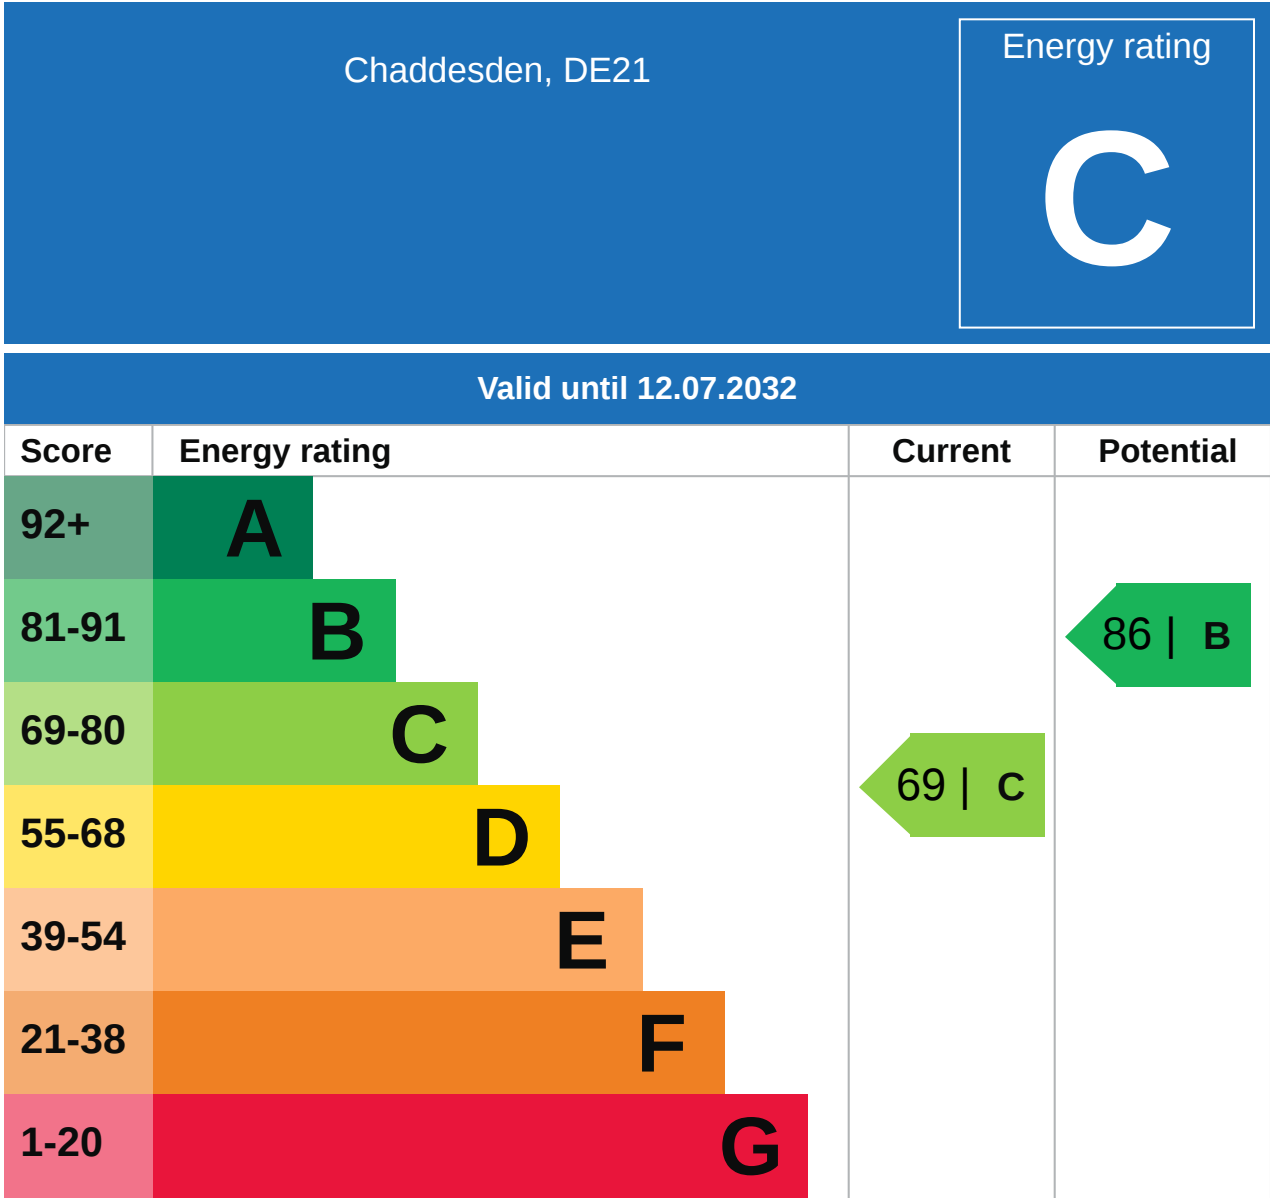 Chaddesden, DE21
Energy rating
C
Valid until 12.07.2032
Score Energy rating Current Potential
92+ A
81-91 B 86 | B
69-80 C 69 | C
55-68 D
39-54 E
21-38 F
1-20 G